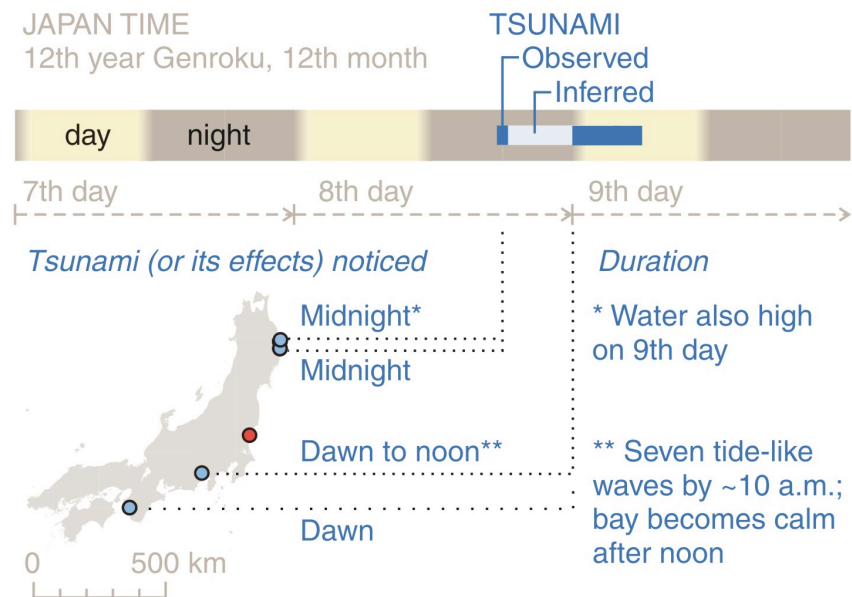 JAPAN TIME
12th year Genroku, 12th month
TSUNAMI
Observed
Inferred
day
night
7th day
8th day
9th day
Tsunami (or its effects) noticed
Duration
Midnight*
Midnight
* Water also high
on 9th day
Dawn to noon**
Dawn
** Seven tide-like
waves by ~10 a.m.;
bay becomes calm
after noon
0
500 km